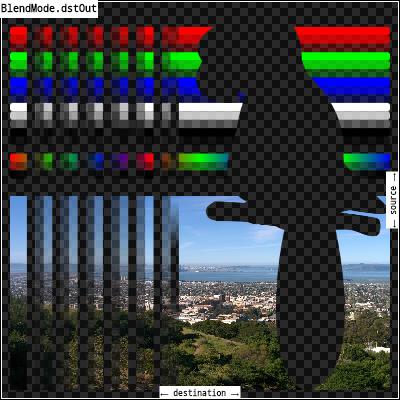 BlendMode.dstOut
← source →
← destination →